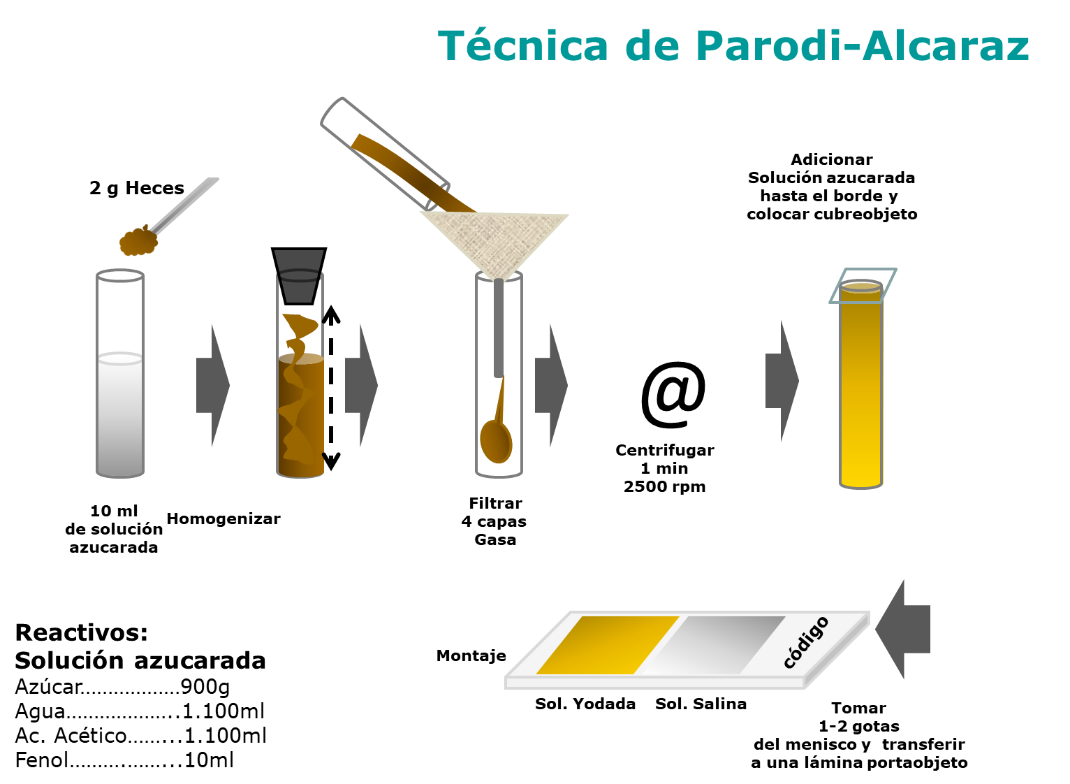 Técnica de Parodi-Alcaraz
2 g Heces
Adicionar
Solución azucarada
hasta el borde y
colocar cubreobjeto
10 ml
de solución
azucarada
Homogenizar
Filtrar
4 capas
Gasa
@
Centrifugar
1 min
2500 rpm
Reactivos:
Solución azucarada
Azúcar..................900g
Agua.....................1.100ml
Ac. Acético..........1.100ml
Fenol.....................10ml
Montaje
código
Sol. Yodada
Sol. Salina
Tomar
1-2 gotas
del menisco y transferir
a una lámina portaobjeto